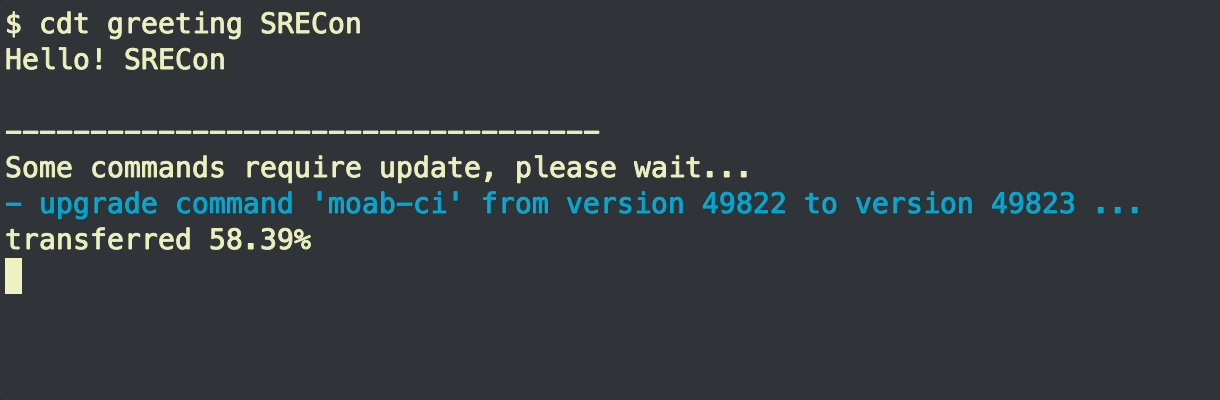 $ cdt greeting SRECon
Hello! SRECon
-----------------------------------
Some commands require update, please wait...
- upgrade command 'moab-ci' from version 49822 to version 49823 ...
transferred 58.39%